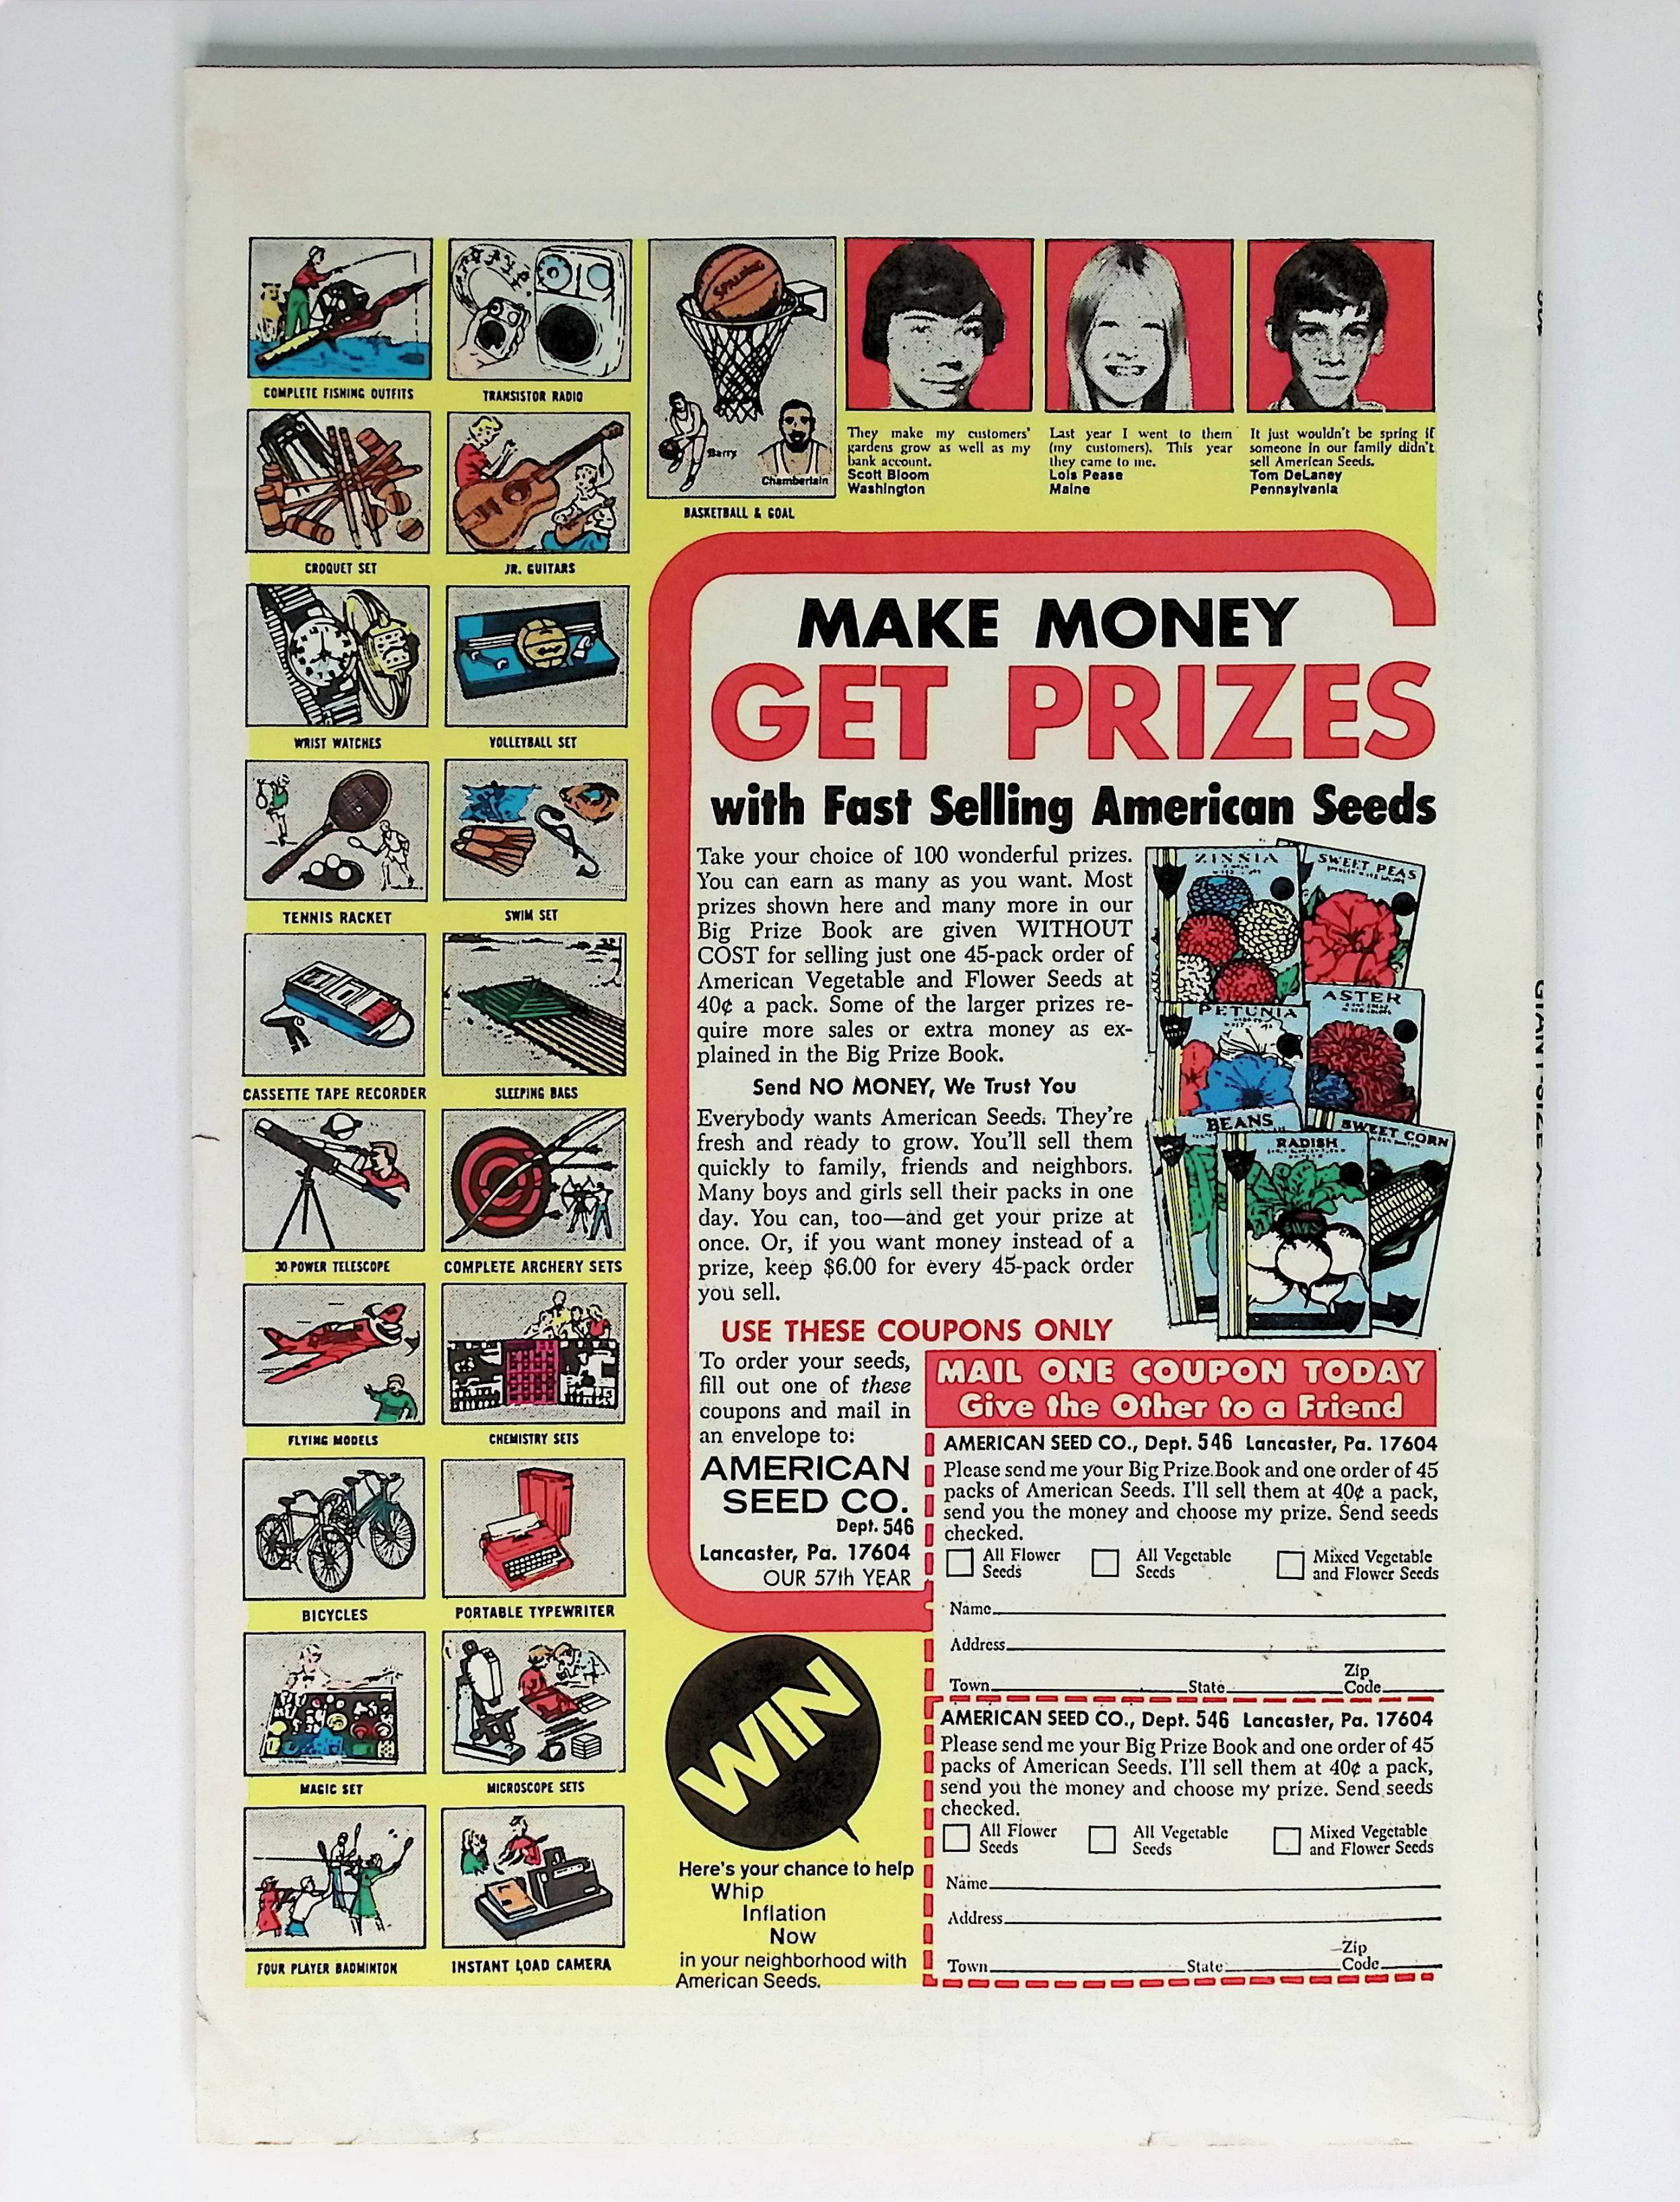 COMPLETE FISHING OUTFITS
TRANSISTOR RADIO
SPALDING
Barry
Chamberlain
BASKETBALL & GOAL
CROQUET SET
JR. GUITARS
WRIST WATCHES
VOLLEYBALL SET
TENNIS RACKET
SWIM SET
CASSETTE TAPE RECORDER
SLEEPING BAGS
30 POWER TELESCOPE
COMPLETE ARCHERY SETS
FLYING MODELS
CHEMISTRY SETS
BICYCLES
PORTABLE TYPEWRITER
MAGIC SET
MICROSCOPE SETS
FOUR PLAYER BADMINTON
INSTANT LOAD CAMERA
They make my customers'
gardens grow as well as my
bank account.
Scott Bloom
Washington
Last year I went to them
(my customers). This year
they came to me.
Lois Pease
Maine
It just wouldn't be spring if
someone in our family didn't
sell American Seeds.
Tom DeLaney
Pennsylvania
MAKE MONEY
GET PRIZES
with Fast Selling American Seeds
Take your choice of 100 wonderful prizes.
You can earn as many as you want. Most
prizes shown here and many more in our
Big Prize Book are given WITHOUT
COST for selling just one 45-pack order of
American Vegetable and Flower Seeds at
40¢ a pack. Some of the larger prizes re-
quire more sales or extra money as ex-
plained in the Big Prize Book.
Send NO MONEY, We Trust You
Everybody wants American Seeds. They're
fresh and ready to grow. You'll sell them
quickly to family, friends and neighbors.
Many boys and girls sell their packs in one
day. You can, too—and get your prize at
once. Or, if you want money instead of a
prize, keep $6.00 for every 45-pack order
you sell.
ZINNIA
SWEET PEAS
PETUNIA
ASTER
BEANS
RADISH
SWEET CORN
USE THESE COUPONS ONLY
To order your seeds,
fill out one of these
coupons and mail in
an envelope to:
AMERICAN
SEED CO.
Dept. 546
Lancaster, Pa. 17604
OUR 57th YEAR
MAIL ONE COUPON TODAY
Give the Other to a Friend
AMERICAN SEED CO., Dept. 546 Lancaster, Pa. 17604
Please send me your Big Prize Book and one order of 45
packs of American Seeds. I'll sell them at 40¢ a pack,
send you the money and choose my prize. Send seeds
checked.
All Flower Seeds
All Vegetable Seeds
Mixed Vegetable and Flower Seeds
Name
Address
Town State Zip Code
AMERICAN SEED CO., Dept. 546 Lancaster, Pa. 17604
Please send me your Big Prize Book and one order of 45
packs of American Seeds. I'll sell them at 40¢ a pack,
send you the money and choose my prize. Send seeds
checked.
All Flower Seeds
All Vegetable Seeds
Mixed Vegetable and Flower Seeds
Name
Address
Town State Zip Code
WIN
Here's your chance to help
Whip
Inflation
Now
in your neighborhood with
American Seeds.